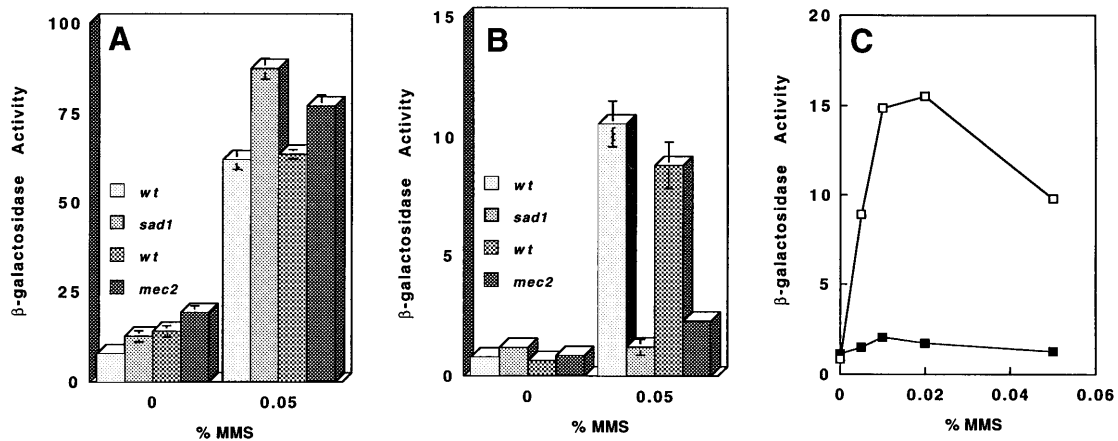 A
β-galactosidase Activity
100
75
50
25
0
wt
sad1
wt
mec2
0
0.05
% MMS
B
β-galactosidase Activity
15
10
5
0
wt
sad1
wt
mec2
0
0.05
% MMS
C
β-galactosidase Activity
20
15
10
5
0
0
0.02
0.04
0.06
% MMS